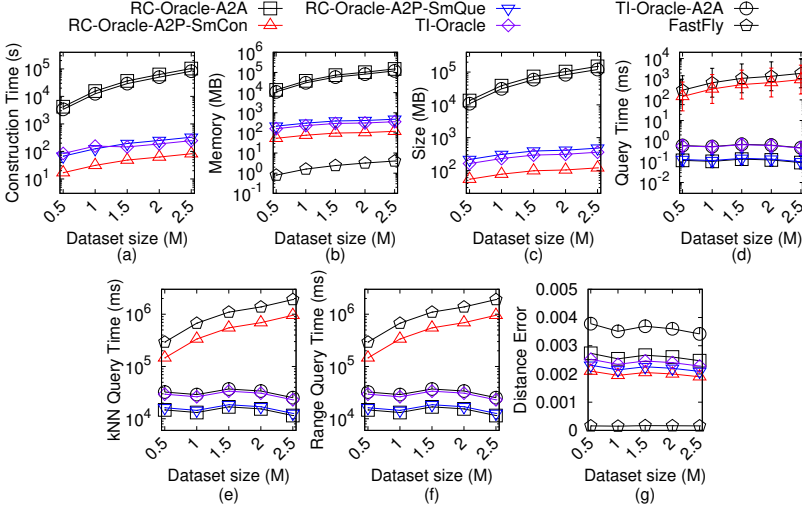 RC-Oracle-A2A RC-Oracle-A2P-SmQue TI-Oracle-A2A
RC-Oracle-A2P-SmCon TI-Oracle FastFly
Construction Time (s)
10^5
10^4
10^3
10^2
10^1
0.5 1 1.5 2 2.5
Dataset size (M)
(a)
Memory (MB)
10^6
10^5
10^4
10^3
10^2
10^1
10^0
10^-1
0.5 1 1.5 2 2.5
Dataset size (M)
(b)
Size (MB)
10^5
10^4
10^3
10^2
0.5 1 1.5 2 2.5
Dataset size (M)
(c)
Query Time (ms)
10^4
10^3
10^2
10^1
10^0
10^-1
10^-2
0.5 1 1.5 2 2.5
Dataset size (M)
(d)
kNN Query Time (ms)
10^6
10^5
10^4
0.5 1 1.5 2 2.5
Dataset size (M)
(e)
Range Query Time (ms)
10^6
10^5
10^4
0.5 1 1.5 2 2.5
Dataset size (M)
(f)
Distance Error
0.005
0.004
0.003
0.002
0.001
0
0.5 1 1.5 2 2.5
Dataset size (M)
(g)